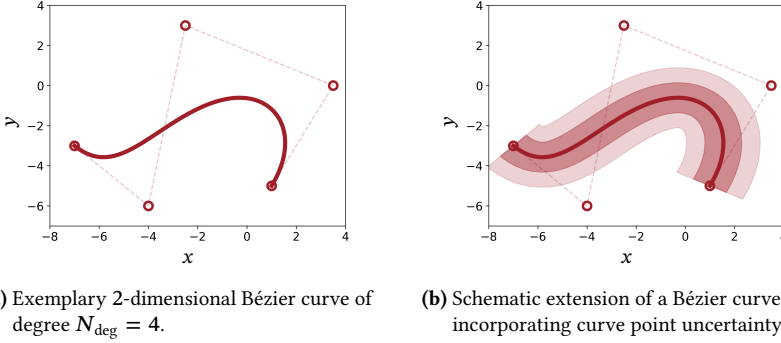 4
2
0
−2
−4
−6
y
−8 −6 −4 −2 0 2 4
x
4
2
0
−2
−4
−6
y
−8 −6 −4 −2 0 2
x
) Exemplary 2-dimensional Bézier curve of
degree N_deg = 4.
(b) Schematic extension of a Bézier curve
incorporating curve point uncertainty